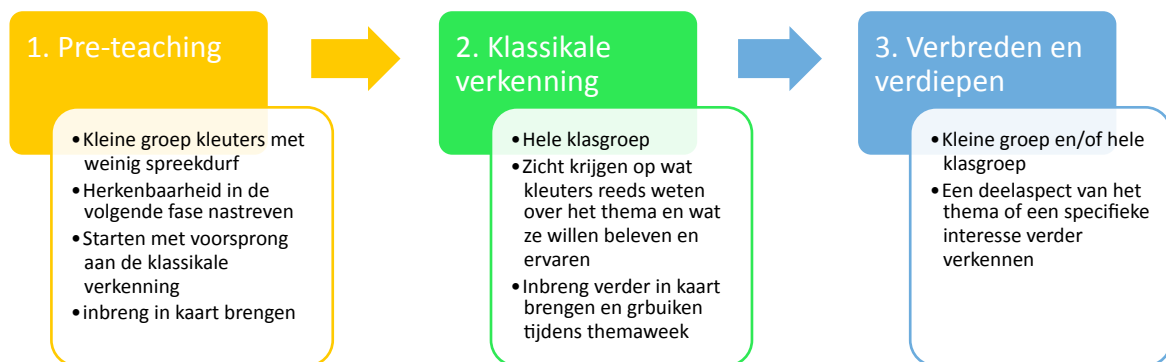 1. Pre-teaching
•Kleine groep kleuters met
weinig spreekdurf
•Herkenbaarheid in de
volgende fase nastreven
•Starten met voorsprong
aan de klassikale
verkenning
•inbreng in kaart brengen
2. Klassikale
verkenning
•Hele klasgroep
•Zicht krijgen op wat
kleuters reeds weten
over het thema en wat
ze willen beleven en
ervaren
•Inbreng verder in kaart
brengen en grbuiken
tijdens themaweek
3. Verbreden en
verdiepen
•Kleine groep en/of hele
klasgroep
•Een deelaspect van het
thema of een specifieke
interesse verder
verkennen